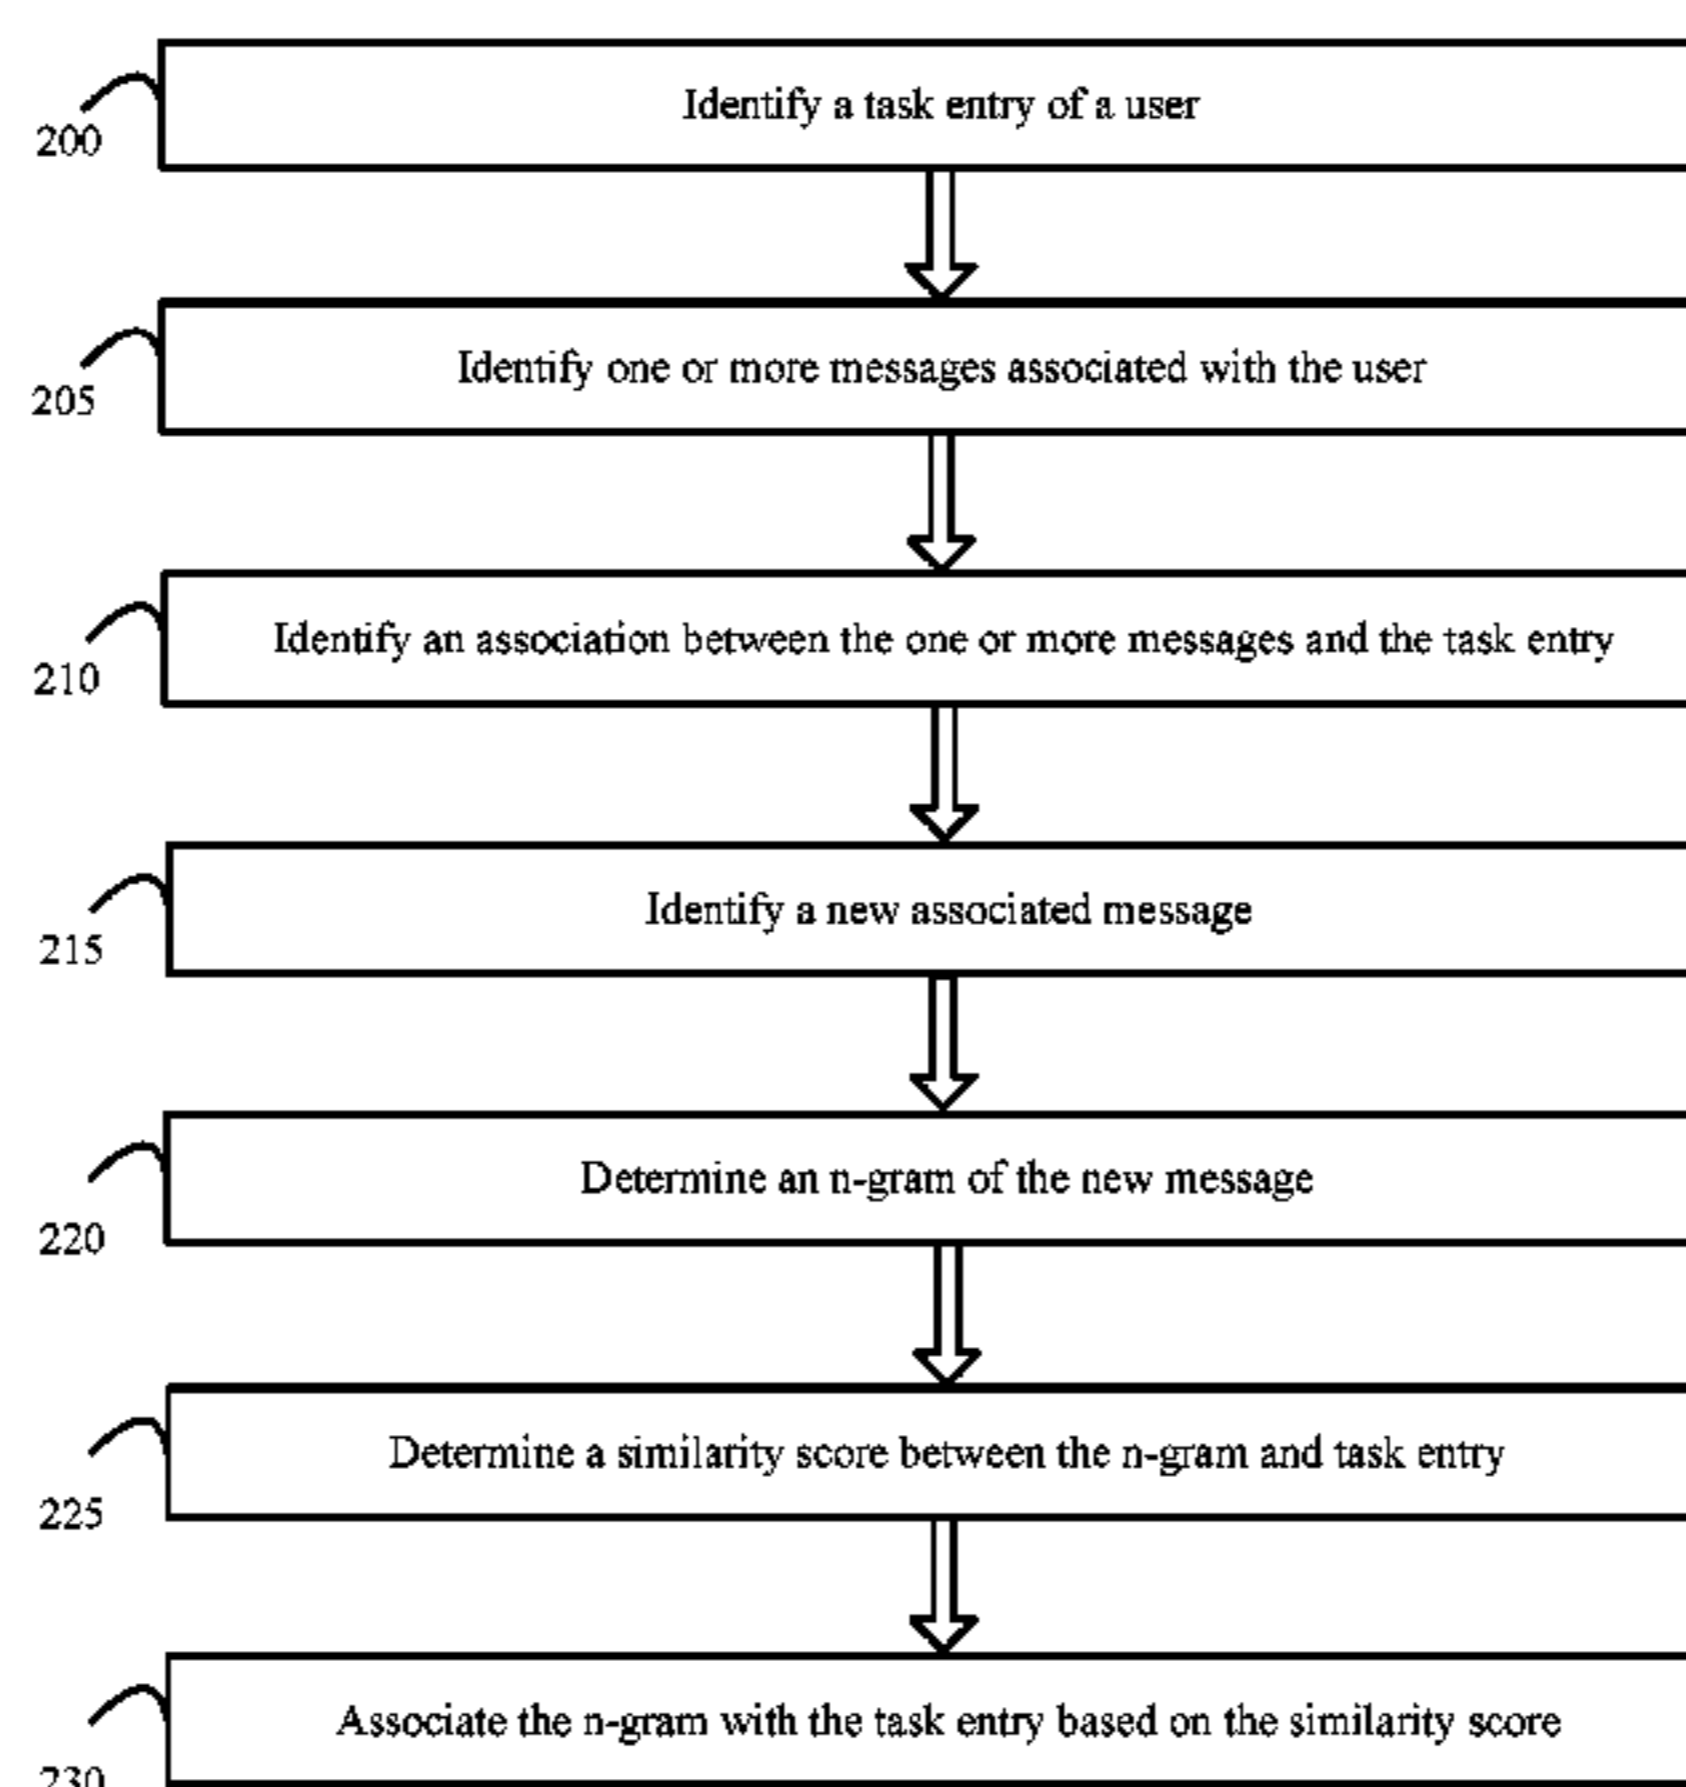 Identify a task entry of a user
200
Identify one or more messages associated with the user
205
Identify an association between the one or more messages and the task entry
210
Identify a new associated message
215
Determine an n-gram of the new message
220
Determine a similarity score between the n-gram and task entry
225
Associate the n-gram with the task entry based on the similarity score
230